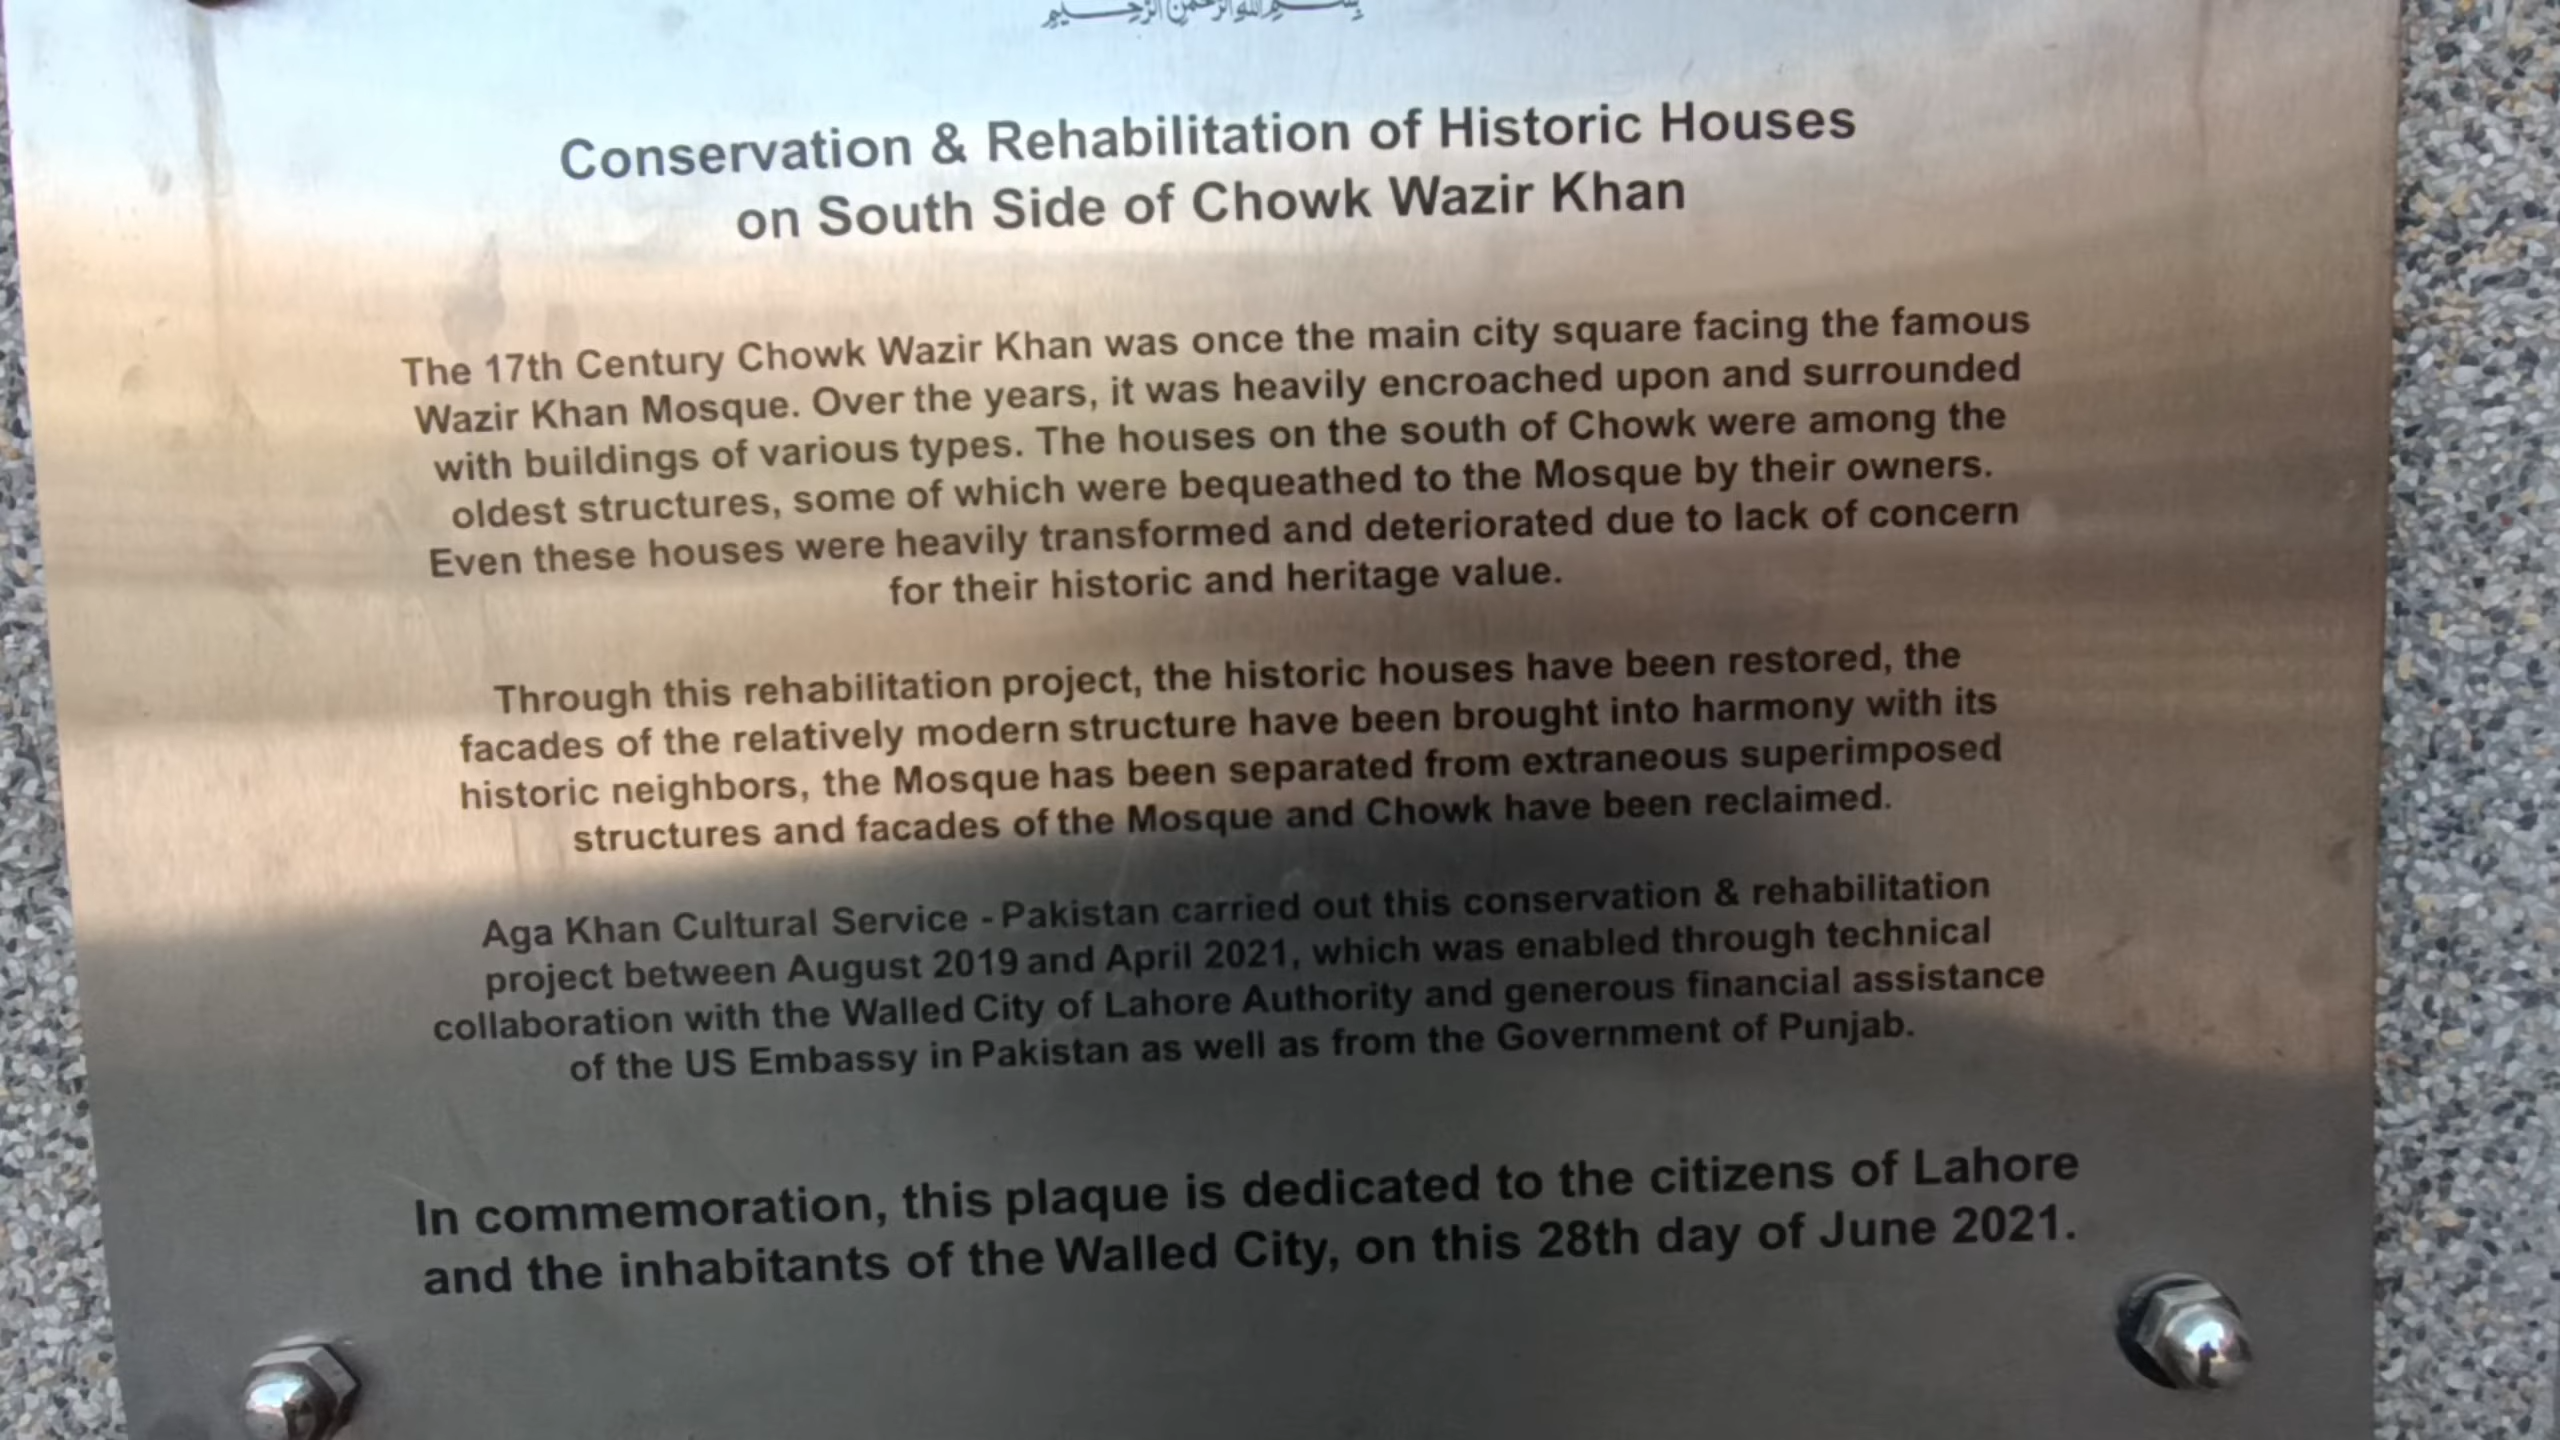 بسم الله الرحمن الرحيم
Conservation & Rehabilitation of Historic Houses
on South Side of Chowk Wazir Khan
The 17th Century Chowk Wazir Khan was once the main city square facing the famous
Wazir Khan Mosque. Over the years, it was heavily encroached upon and surrounded
with buildings of various types. The houses on the south of Chowk were among the
oldest structures, some of which were bequeathed to the Mosque by their owners.
Even these houses were heavily transformed and deteriorated due to lack of concern
for their historic and heritage value.
Through this rehabilitation project, the historic houses have been restored, the
facades of the relatively modern structure have been brought into harmony with its
historic neighbors, the Mosque has been separated from extraneous superimposed
structures and facades of the Mosque and Chowk have been reclaimed.
Aga Khan Cultural Service - Pakistan carried out this conservation & rehabilitation
project between August 2019 and April 2021, which was enabled through technical
collaboration with the Walled City of Lahore Authority and generous financial assistance
of the US Embassy in Pakistan as well as from the Government of Punjab.
In commemoration, this plaque is dedicated to the citizens of Lahore
and the inhabitants of the Walled City, on this 28th day of June 2021.